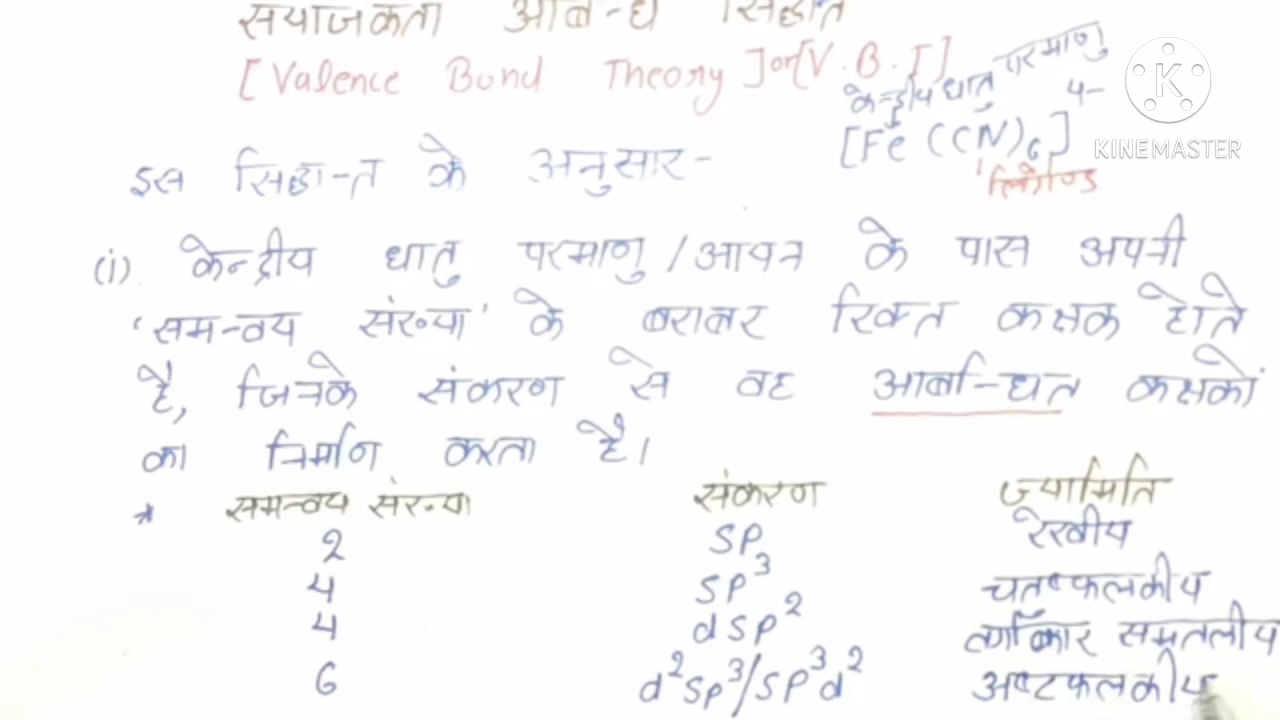 संयोजकता आबन्ध सिद्धांत
[Valence Bond Theory] or [V.B.T]
केन्द्रीय धातु परमाणु
[Fe(CN)6]4-
लिगेण्ड
KINEMASTER
इस सिद्धान्त के अनुसार-
(i) केन्द्रीय धातु परमाणु/आयन के पास अपनी
'समन्वय संख्या' के बराबर रिक्त कक्षक होते
है, जिनके संकरण से वह आबन्धित कक्षकों
का निर्माण करता है।
* समन्वय संख्या संकरण ज्यामिति
2 SP रेखीय
4 SP3 चतुष्फलकीय
4 dsp2 वर्गाकार समतलीय
6 d2sp3/sp3d2 अष्टफलकीय